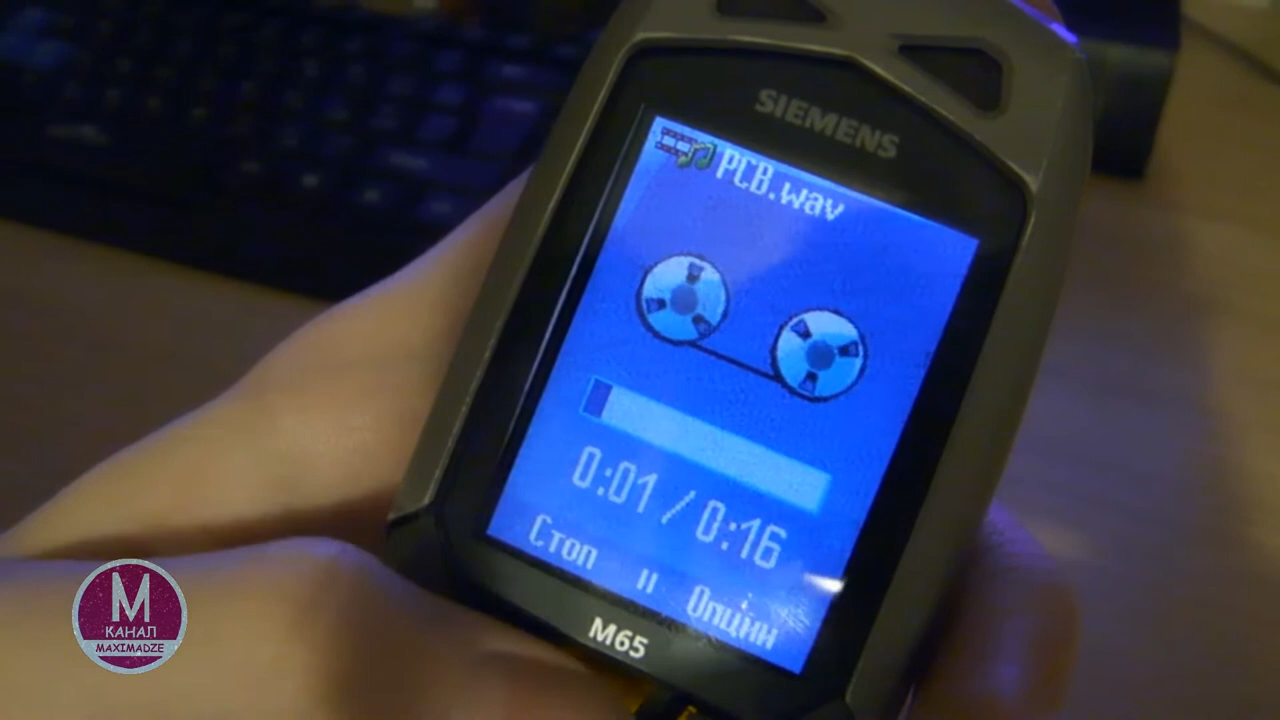 SIEMENS
PCB.wav
0:01 / 0:16
Стоп Опции
M65
М
КАНАЛ
MAXIMADZE